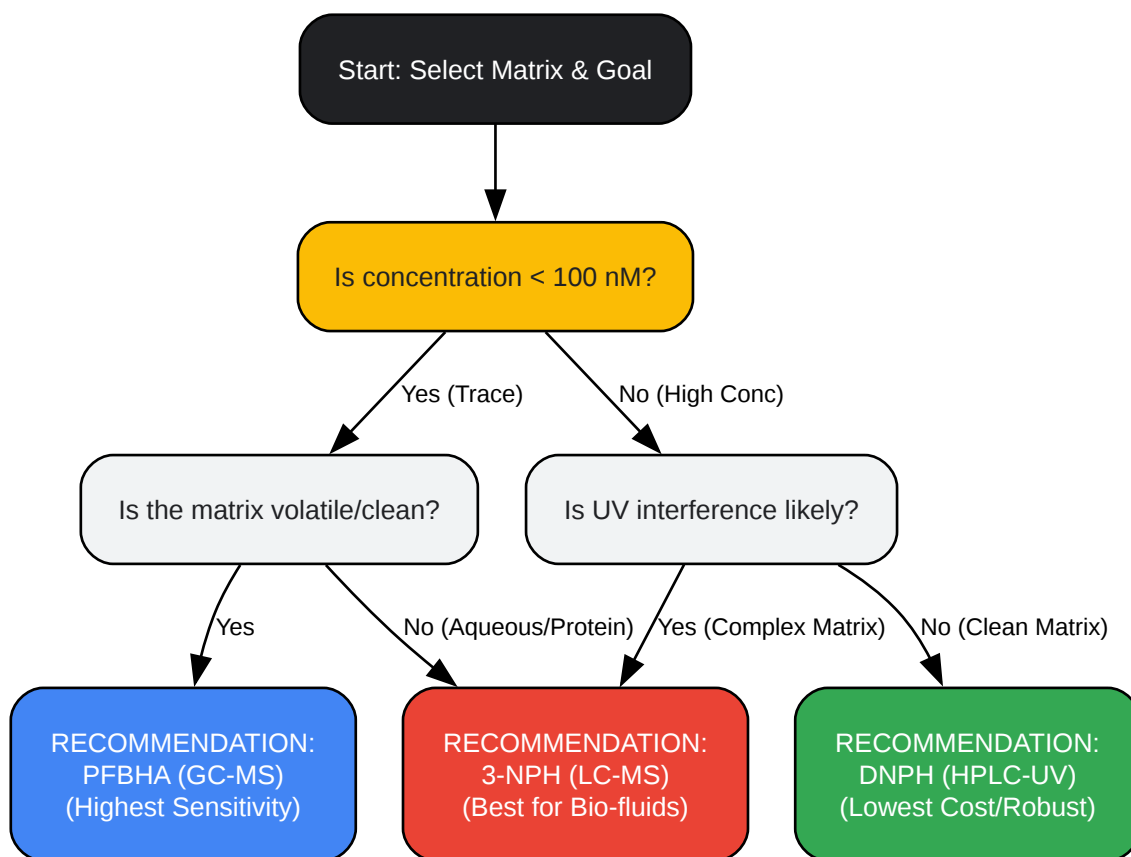 Start: Select Matrix & Goal
Is concentration < 100 nM?
Yes (Trace)
No (High Conc)
Is the matrix volatile/clean?
Is UV interference likely?
Yes
No (Aqueous/Protein)
Yes (Complex Matrix)
No (Clean Matrix)
RECOMMENDATION:
PFBHA (GC-MS)
(Highest Sensitivity)
RECOMMENDATION:
3-NPH (LC-MS)
(Best for Bio-fluids)
RECOMMENDATION:
DNPH (HPLC-UV)
(Lowest Cost/Robust)